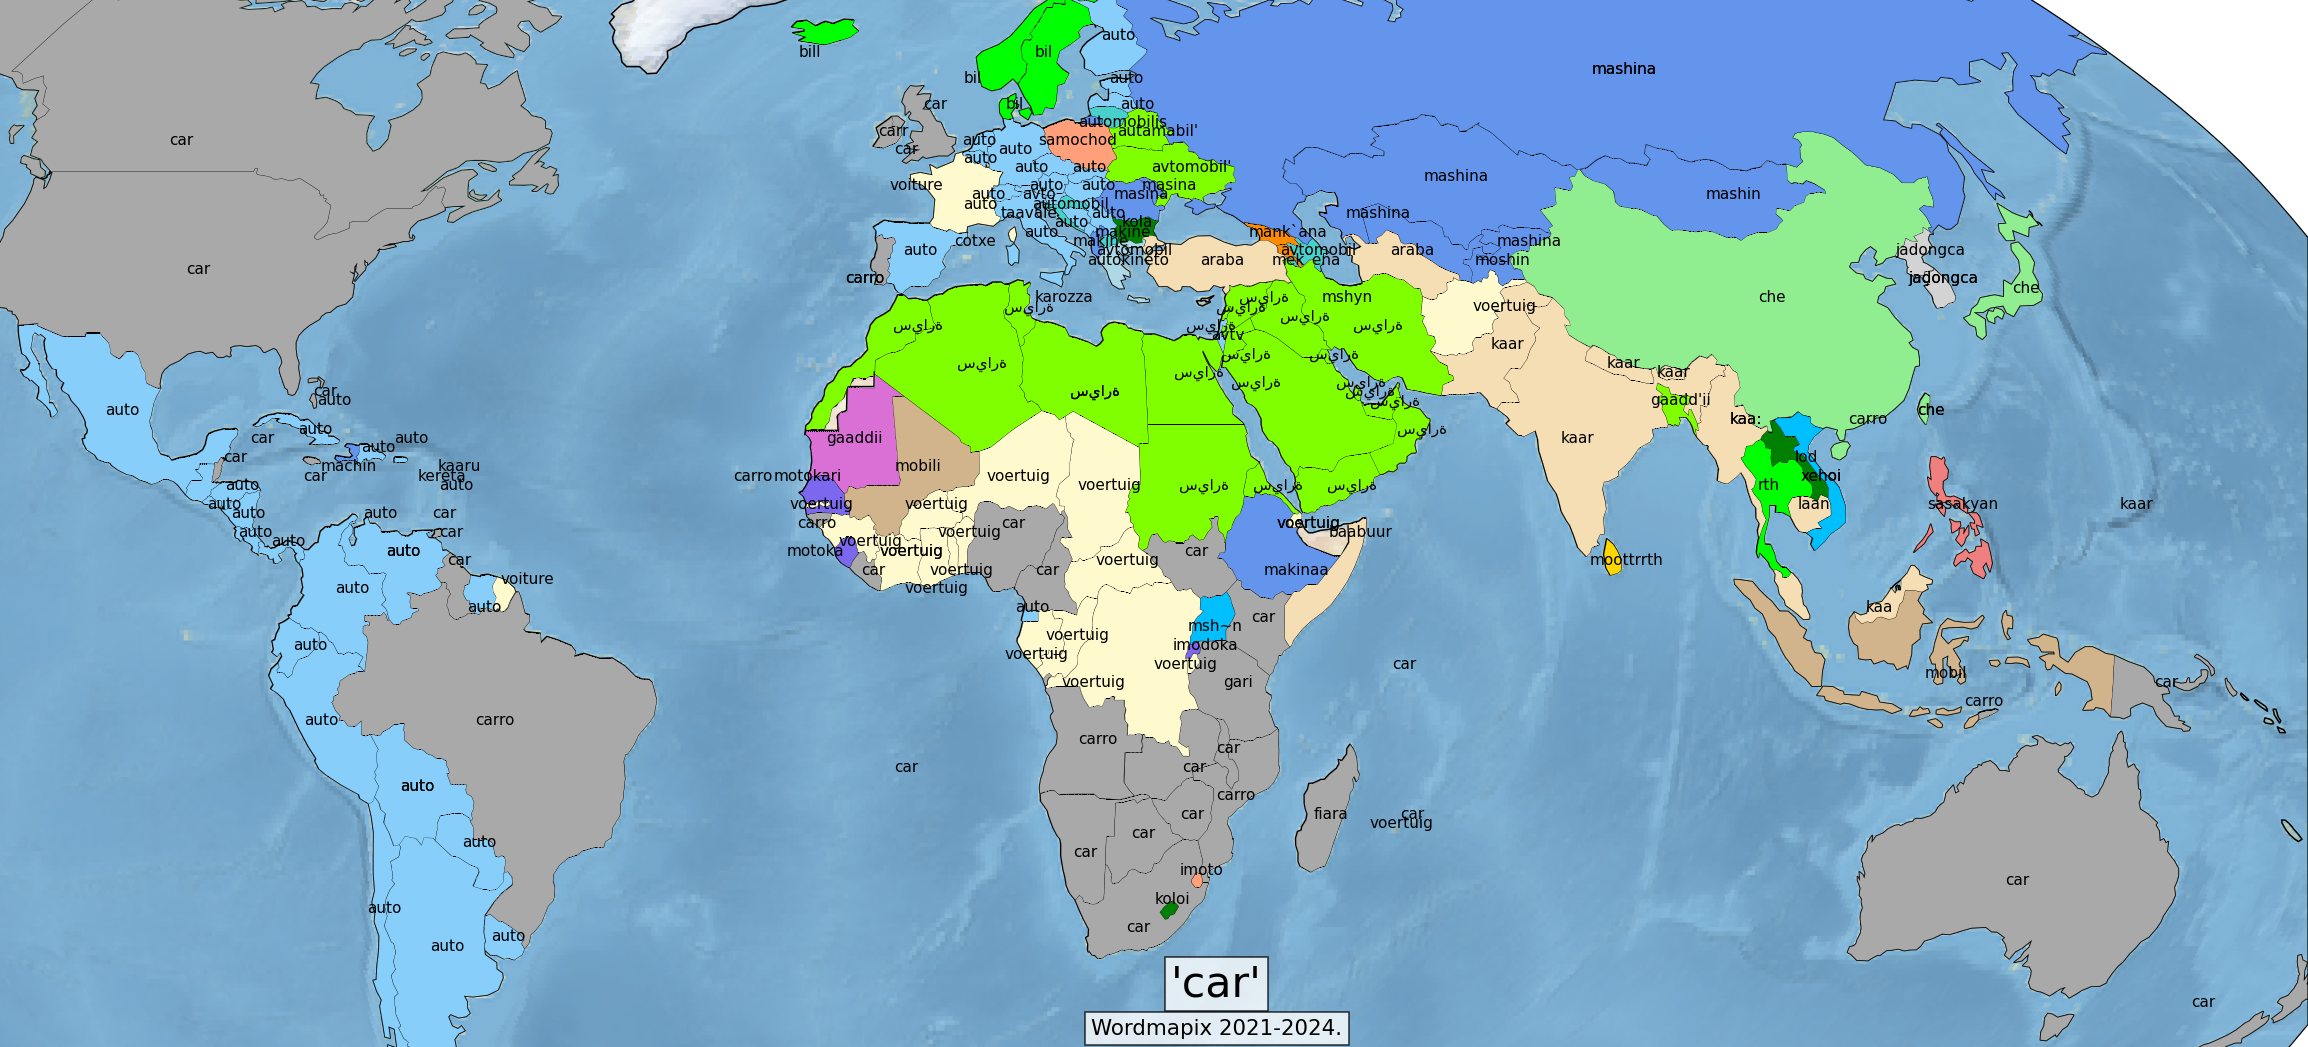 bill
bil
auto
mashina
bil
auto
bil
auto
car
car
automobilis
autamabil'
carr
car
auto
auto
samochod
auto
auto
auto
avtomobil'
auto
mashina
voiture
auto
auto
auto
avto
masina
masina
mashin
auto
automobil
taavale
auto
auto
kola
mashina
auto
makine
makine
mank`ana
cotxe
auto
avtomobil
avtomobil
araba
mashina
jadongca
autokineto
araba
mek`ena
moshin
car
carro
jadongca
che
karozza
سيارة
mshyn
voertuig
che
سيارة
سيارة
سيارة
سيارة
سيارة
سيارة
avtv
kaar
سيارة
سيارة
سيارة
kaar
سيارة
سيارة
سيارة
kaar
سيارة
سيارة
car
auto
سيارة
gaadd'ii
auto
che
carro
kaa:
car
auto
auto
auto
gaaddii
سيارة
kaar
car
machin
kaaru
mobili
lod
car
kereta
carro
motokari
voertuig
xehoi
auto
auto
voertuig
سيارة
سيارة
سيارة
rth
auto
voertuig
voertuig
laan
sasakyan
kaar
auto
auto
car
carro
car
voertuig
auto
auto
car
voertuig
voertuig
baabuur
auto
motoka
voertuig
car
car
voertuig
moottrrth
car
voertuig
car
makinaa
voiture
auto
voertuig
auto
auto
kaa
car
msh~n
auto
voertuig
imodoka
voertuig
voertuig
car
mobil
voertuig
gari
car
carro
auto
carro
carro
car
car
car
auto
carro
car
fiara
car
voertuig
auto
car
car
imoto
car
koloi
auto
car
auto
auto
'car'
car
Wordmapix 2021-2024.